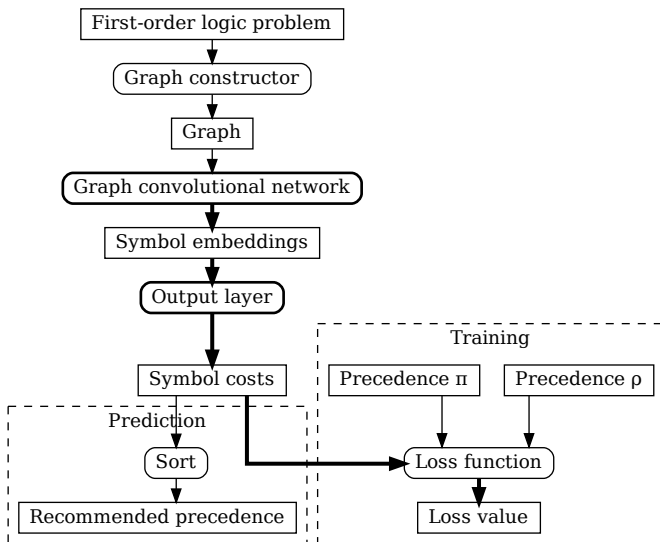 First-order logic problem
Graph constructor
Graph
Graph convolutional network
Symbol embeddings
Output layer
Training
Symbol costs
Precedence π
Precedence ρ
Prediction
Sort
Loss function
Recommended precedence
Loss value